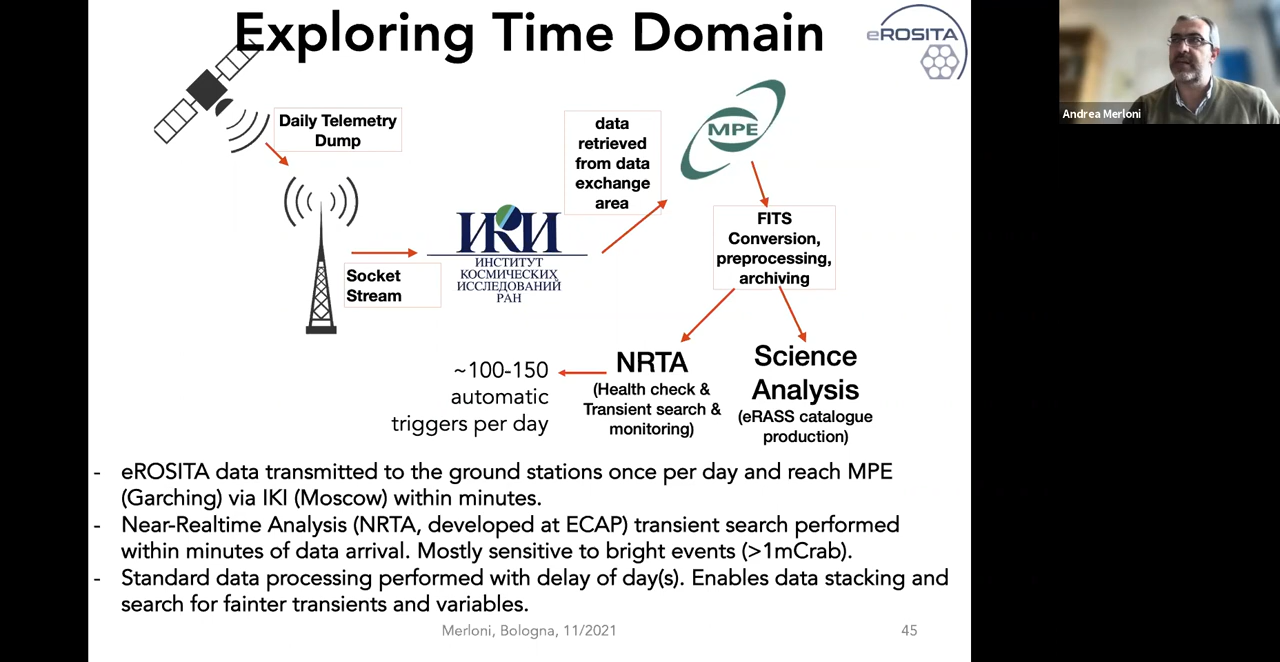 Exploring Time Domain
eROSITA
Andrea Merloni
Daily Telemetry
Dump
data
retrieved
from data
exchange
area
MPE
Socket
Stream
ИКИ
ИНСТИТУТ
КОСМИЧЕСКИХ
ИССЛЕДОВАНИЙ
РАН
FITS
Conversion,
preprocessing,
archiving
~100-150
automatic
triggers per day
NRTA
(Health check &
Transient search &
monitoring)
Science
Analysis
(eRASS catalogue
production)
- eROSITA data transmitted to the ground stations once per day and reach MPE
(Garching) via IKI (Moscow) within minutes.
- Near-Realtime Analysis (NRTA, developed at ECAP) transient search performed
within minutes of data arrival. Mostly sensitive to bright events (>1mCrab).
- Standard data processing performed with delay of day(s). Enables data stacking and
search for fainter transients and variables.
Merloni, Bologna, 11/2021
45